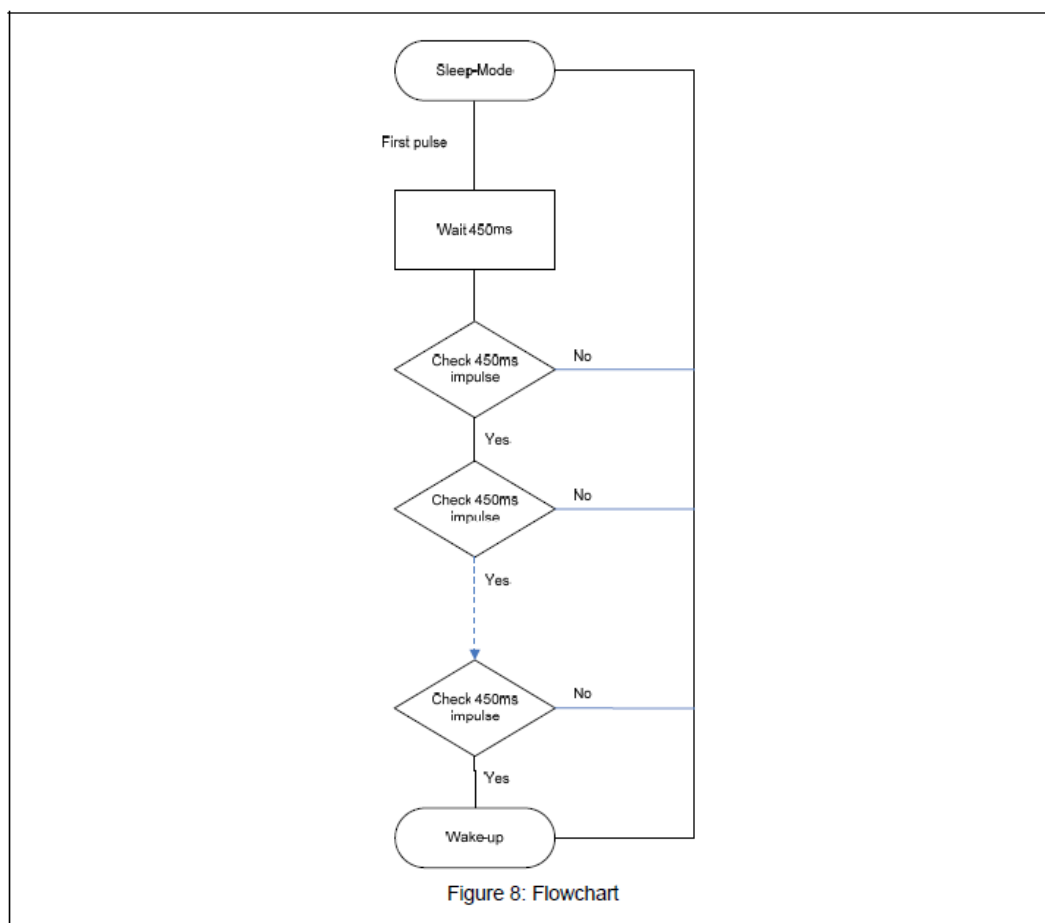 Sleep-Mode
First pulse
Wait 450ms
Check 450ms
impulse
No
Yes
Check 450ms
impulse
No
Yes
Check 450ms
impulse
No
Yes
Wake-up
Figure 8: Flowchart